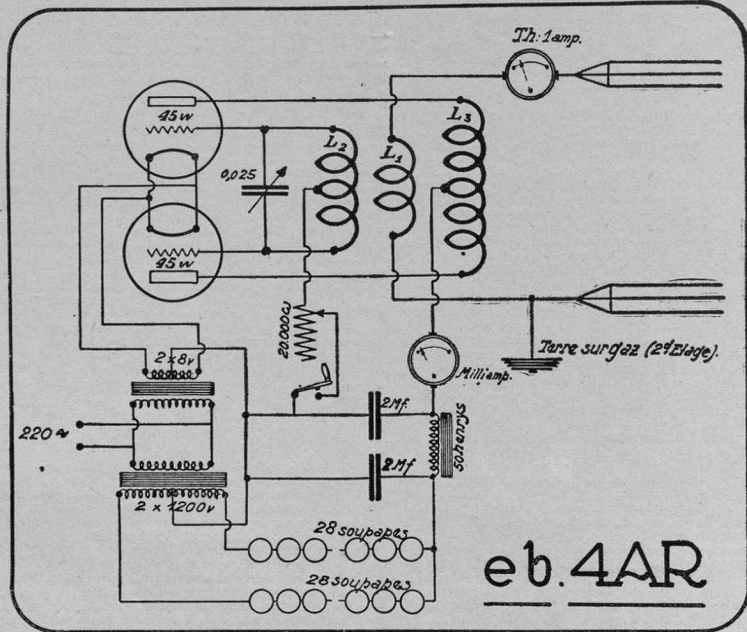 Th: 1 amp.
45 w
L2
L1
L3
0,025
45 w
20.000 ω
2 x 8 v
Terre sur gaz (2d Etage).
Milliamp.
2 Mf.
50 henrys
220 ~
2 Mf
2 x 1200 v
28 soupapes
28 soupapes
eb. 4AR